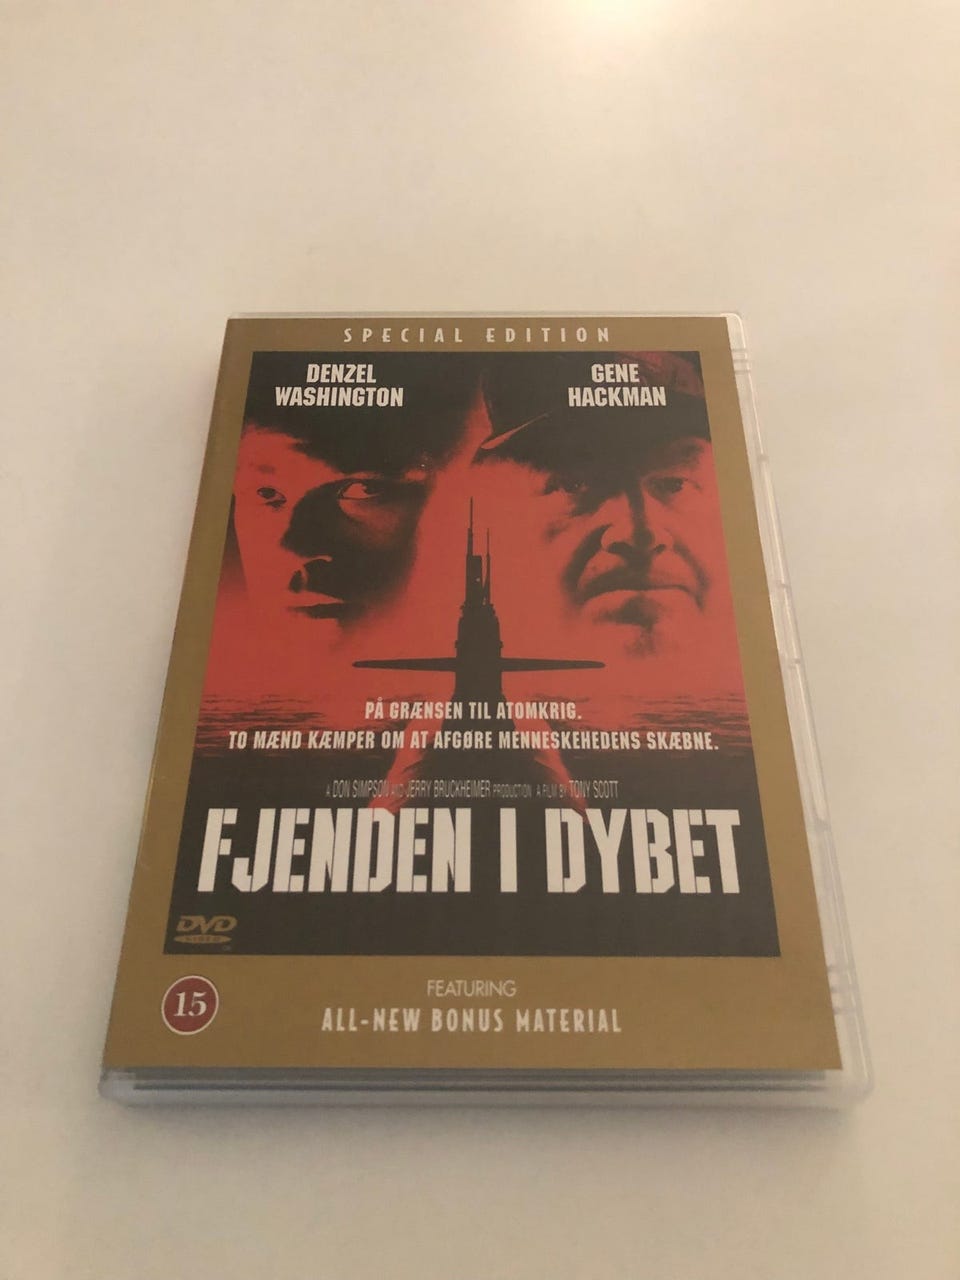 SPECIAL EDITION
DENZEL WASHINGTON
GENE HACKMAN
PÅ GRÆNSEN TIL ATOMKRIG.
TO MÆND KÆMPER OM AT AFGØRE MENNESKEHEDENS SKÆBNE.
A DON SIMPSON AND JERRY BRUCKHEIMER PRODUCTION A FILM BY TONY SCOTT
FJENDEN I DYBET
DVD
VIDEO
15
FEATURING
ALL-NEW BONUS MATERIAL